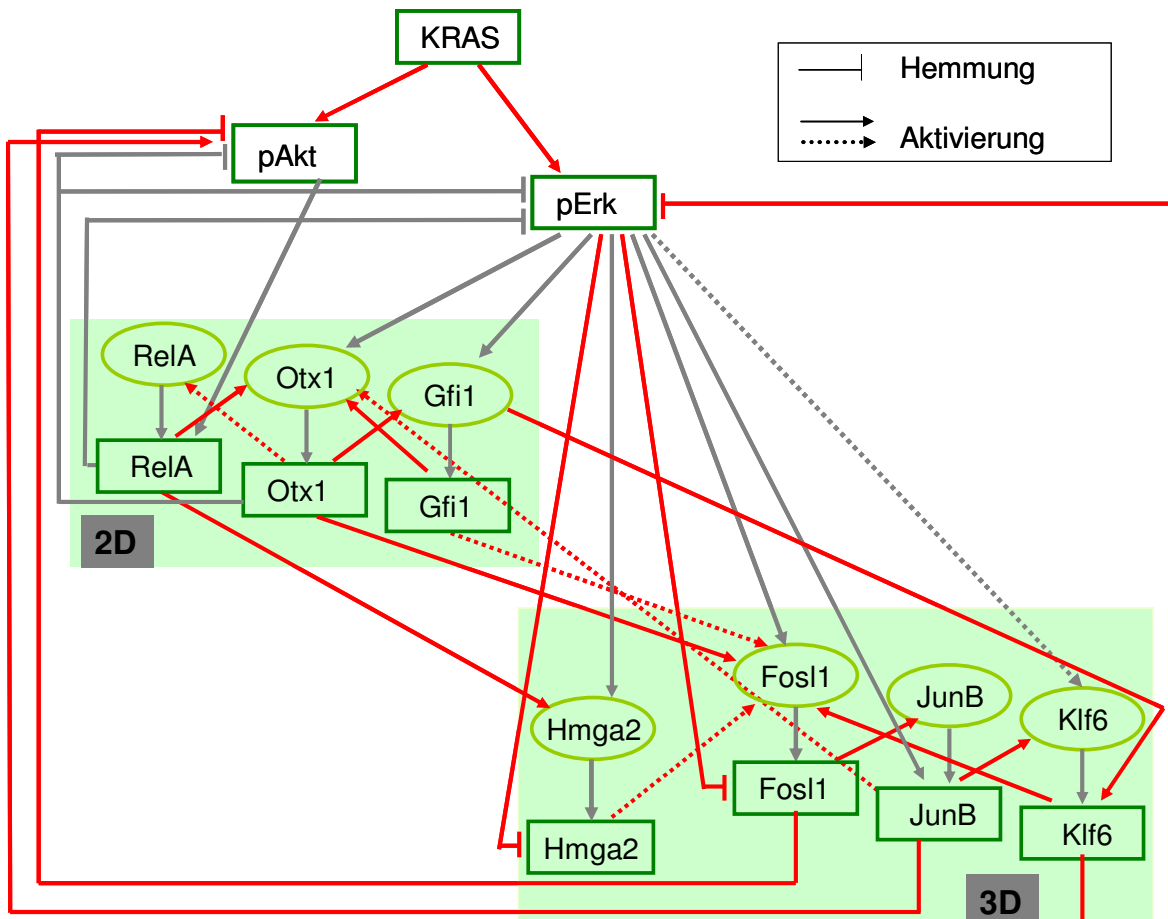 KRAS
Hemmung
Aktivierung
pAkt
pErk
RelA
Otx1
Gfi1
RelA
Otx1
Gfi1
2D
Fosl1
JunB
Klf6
Hmga2
Fosl1
JunB
Klf6
Hmga2
3D